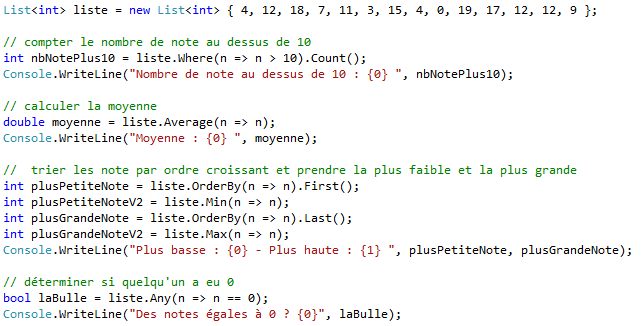 List<int> liste = new List<int> { 4, 12, 18, 7, 11, 3, 15, 4, 0, 19, 17, 12, 12, 9 };
// compter le nombre de note au dessus de 10
int nbNotePlus10 = liste.Where(n => n > 10).Count();
Console.WriteLine("Nombre de note au dessus de 10 : {0} ", nbNotePlus10);
// calculer la moyenne
double moyenne = liste.Average(n => n);
Console.WriteLine("Moyenne : {0} ", moyenne);
//  trier les note par ordre croissant et prendre la plus faible et la plus grande
int plusPetiteNote = liste.OrderBy(n => n).First();
int plusPetiteNoteV2 = liste.Min(n => n);
int plusGrandeNote = liste.OrderBy(n => n).Last();
int plusGrandeNoteV2 = liste.Max(n => n);
Console.WriteLine("Plus basse : {0} - Plus haute : {1} ", plusPetiteNote, plusGrandeNote);
// déterminer si quelqu'un a eu 0
bool laBulle = liste.Any(n => n == 0);
Console.WriteLine("Des notes égales à 0 ? {0}", laBulle);